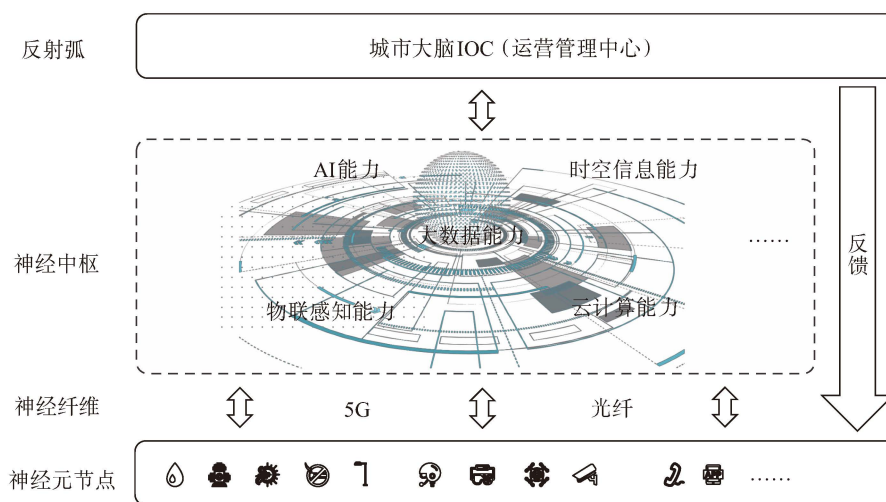 反射弧
城市大脑IOC（运营管理中心）
AI能力
时空信息能力
大数据能力
……
神经中枢
反馈
物联感知能力
云计算能力
神经纤维
5G
光纤
神经元节点
……